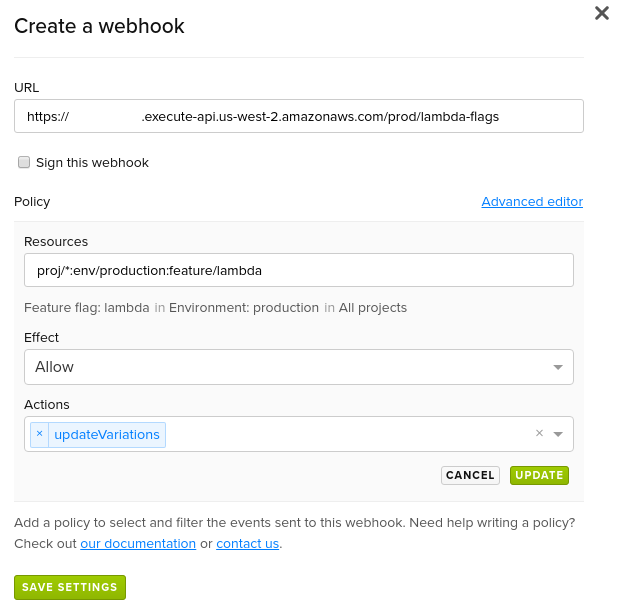 Create a webhook
URL
https:// .execute-api.us-west-2.amazonaws.com/prod/lambda-flags
Sign this webhook
Policy Advanced editor
Resources
proj/*:env/production:feature/lambda
Feature flag: lambda in Environment: production in All projects
Effect
Allow
Actions
× updateVariations ×
CANCEL UPDATE
Add a policy to select and filter the events sent to this webhook. Need help writing a policy?
Check out our documentation or contact us.
SAVE SETTINGS